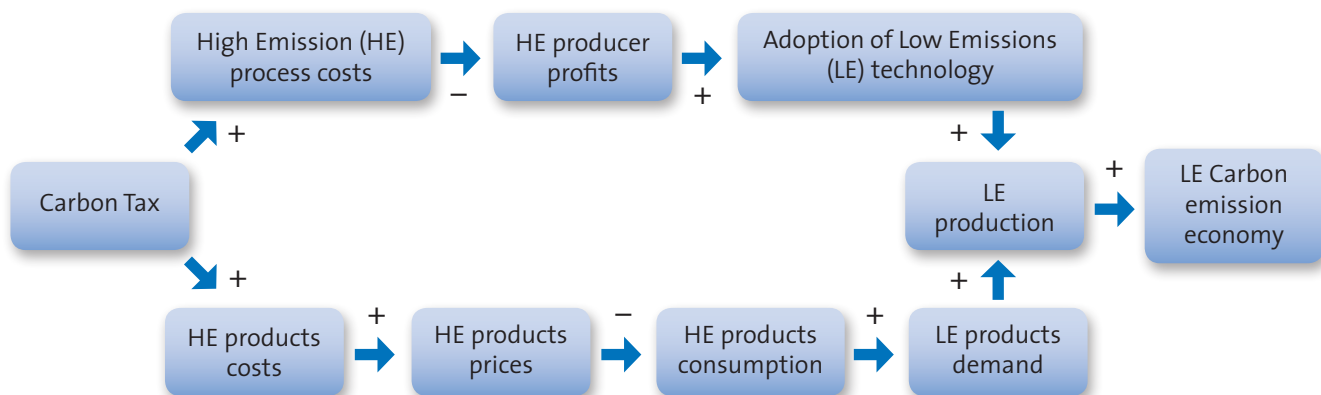 High Emission (HE)
process costs
HE producer
profits
Adoption of Low Emissions
(LE) technology
–
+
+
+
Carbon Tax
LE
production
+
LE Carbon
emission
economy
+
+
HE products
costs
+
HE products
prices
–
HE products
consumption
+
LE products
demand